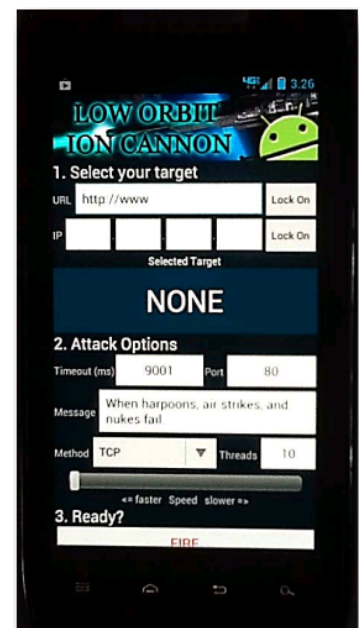 4G 3:26
LOW ORBIT
ION CANNON
1. Select your target
URL http://www Lock On
IP . . . Lock On
Selected Target
NONE
2. Attack Options
Timeout (ms) 9001 Port 80
Message When harpoons, air strikes, and
nukes fail
Method TCP Threads 10
<= faster Speed slower =>
3. Ready?
FIRE